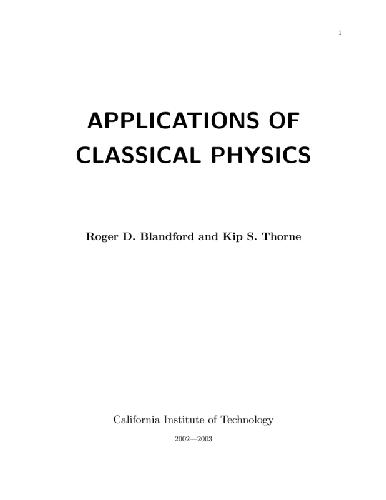 1
APPLICATIONS OF
CLASSICAL PHYSICS
Roger D. Blandford and Kip S. Thorne
California Institute of Technology
2002—2003